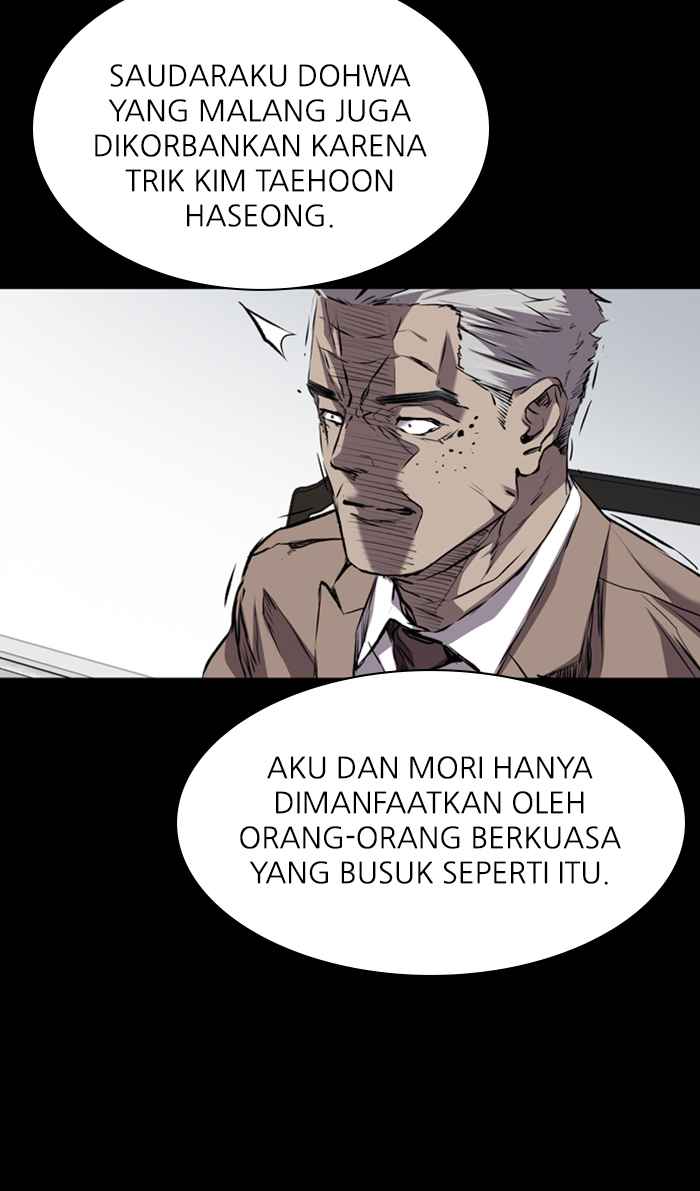 SAUDARAKU DOHWA
YANG MALANG JUGA
DIKORBANKAN KARENA
TRIK KIM TAEHOON
HASEONG.
AKU DAN MORI HANYA
DIMANFAATKAN OLEH
ORANG-ORANG BERKUASA
YANG BUSUK SEPERTI ITU.